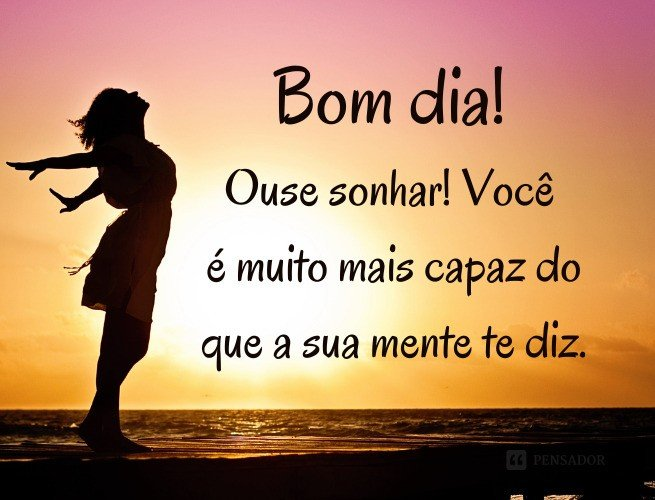 Bom dia!
Ouse sonhar! Você
é muito mais capaz do
que a sua mente te diz.
PENSADOR